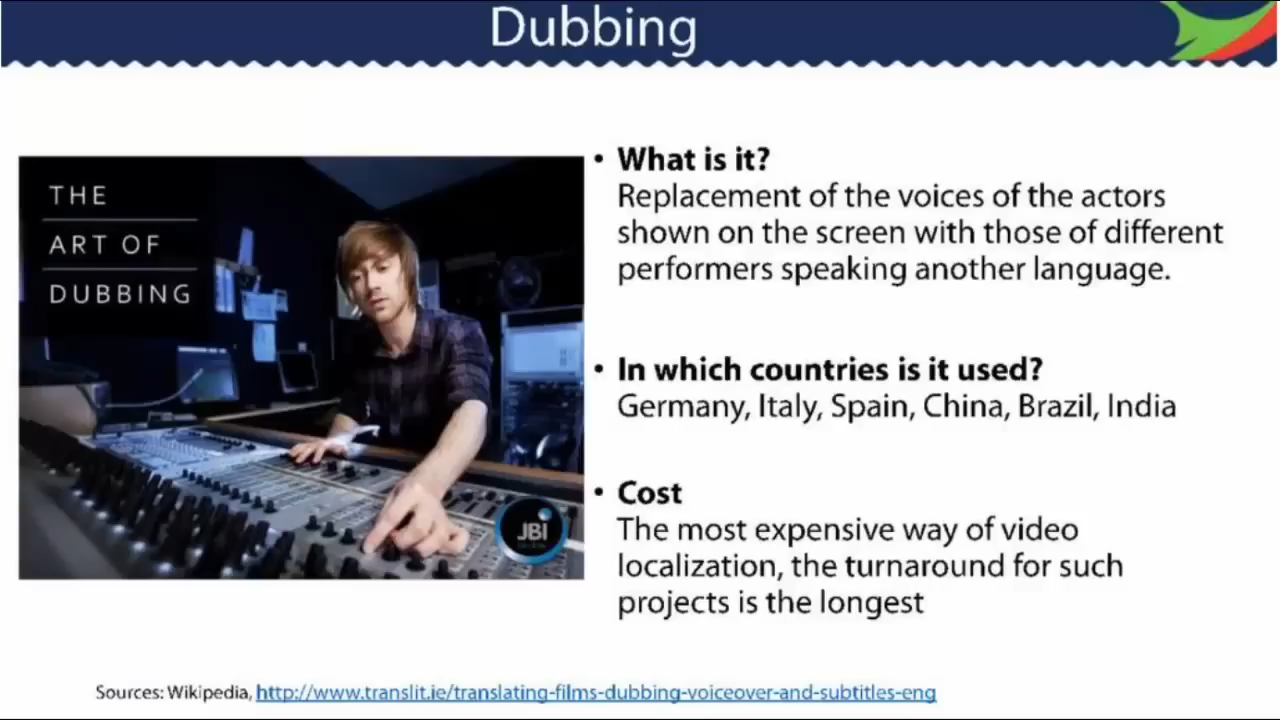 Dubbing
THE
ART OF
DUBBING
JBI
• What is it?
Replacement of the voices of the actors
shown on the screen with those of different
performers speaking another language.
• In which countries is it used?
Germany, Italy, Spain, China, Brazil, India
• Cost
The most expensive way of video
localization, the turnaround for such
projects is the longest
Sources: Wikipedia, http://www.translit.ie/translating-films-dubbing-voiceover-and-subtitles-eng